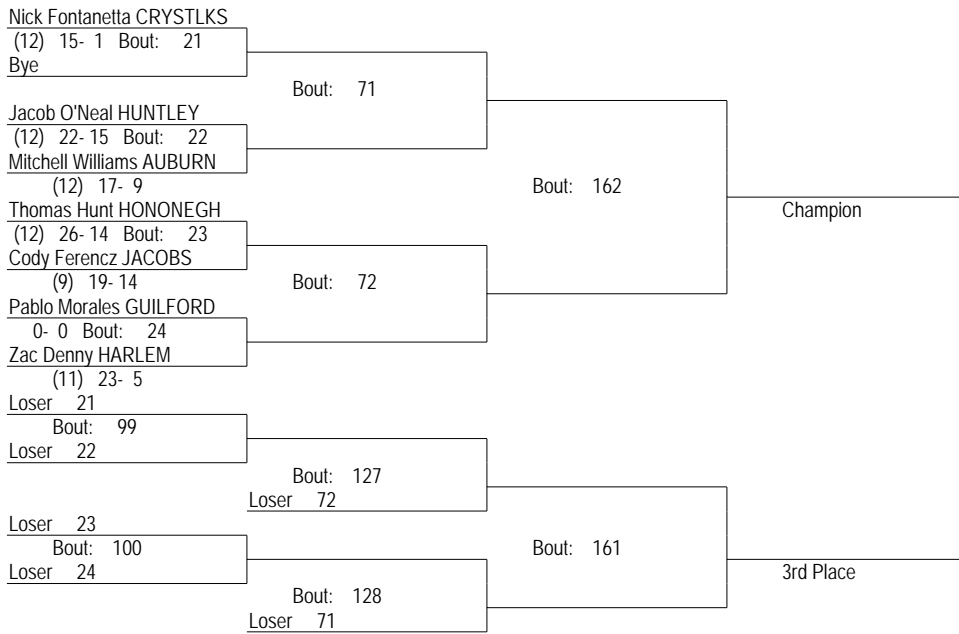 Nick Fontanetta CRYSTLKS
(12) 15- 1 Bout: 21
Bye
Bout: 71
Jacob O'Neal HUNTLEY
(12) 22- 15 Bout: 22
Mitchell Williams AUBURN
(12) 17- 9
Bout: 162
Thomas Hunt HONONEGH
Champion
(12) 26- 14 Bout: 23
Cody Ferencz JACOBS
(9) 19- 14
Bout: 72
Pablo Morales GUILFORD
0- 0 Bout: 24
Zac Denny HARLEM
(11) 23- 5
Loser 21
Bout: 99
Loser 22
Bout: 127
Loser 72
Loser 23
Bout: 100
Bout: 161
Loser 24
3rd Place
Bout: 128
Loser 71